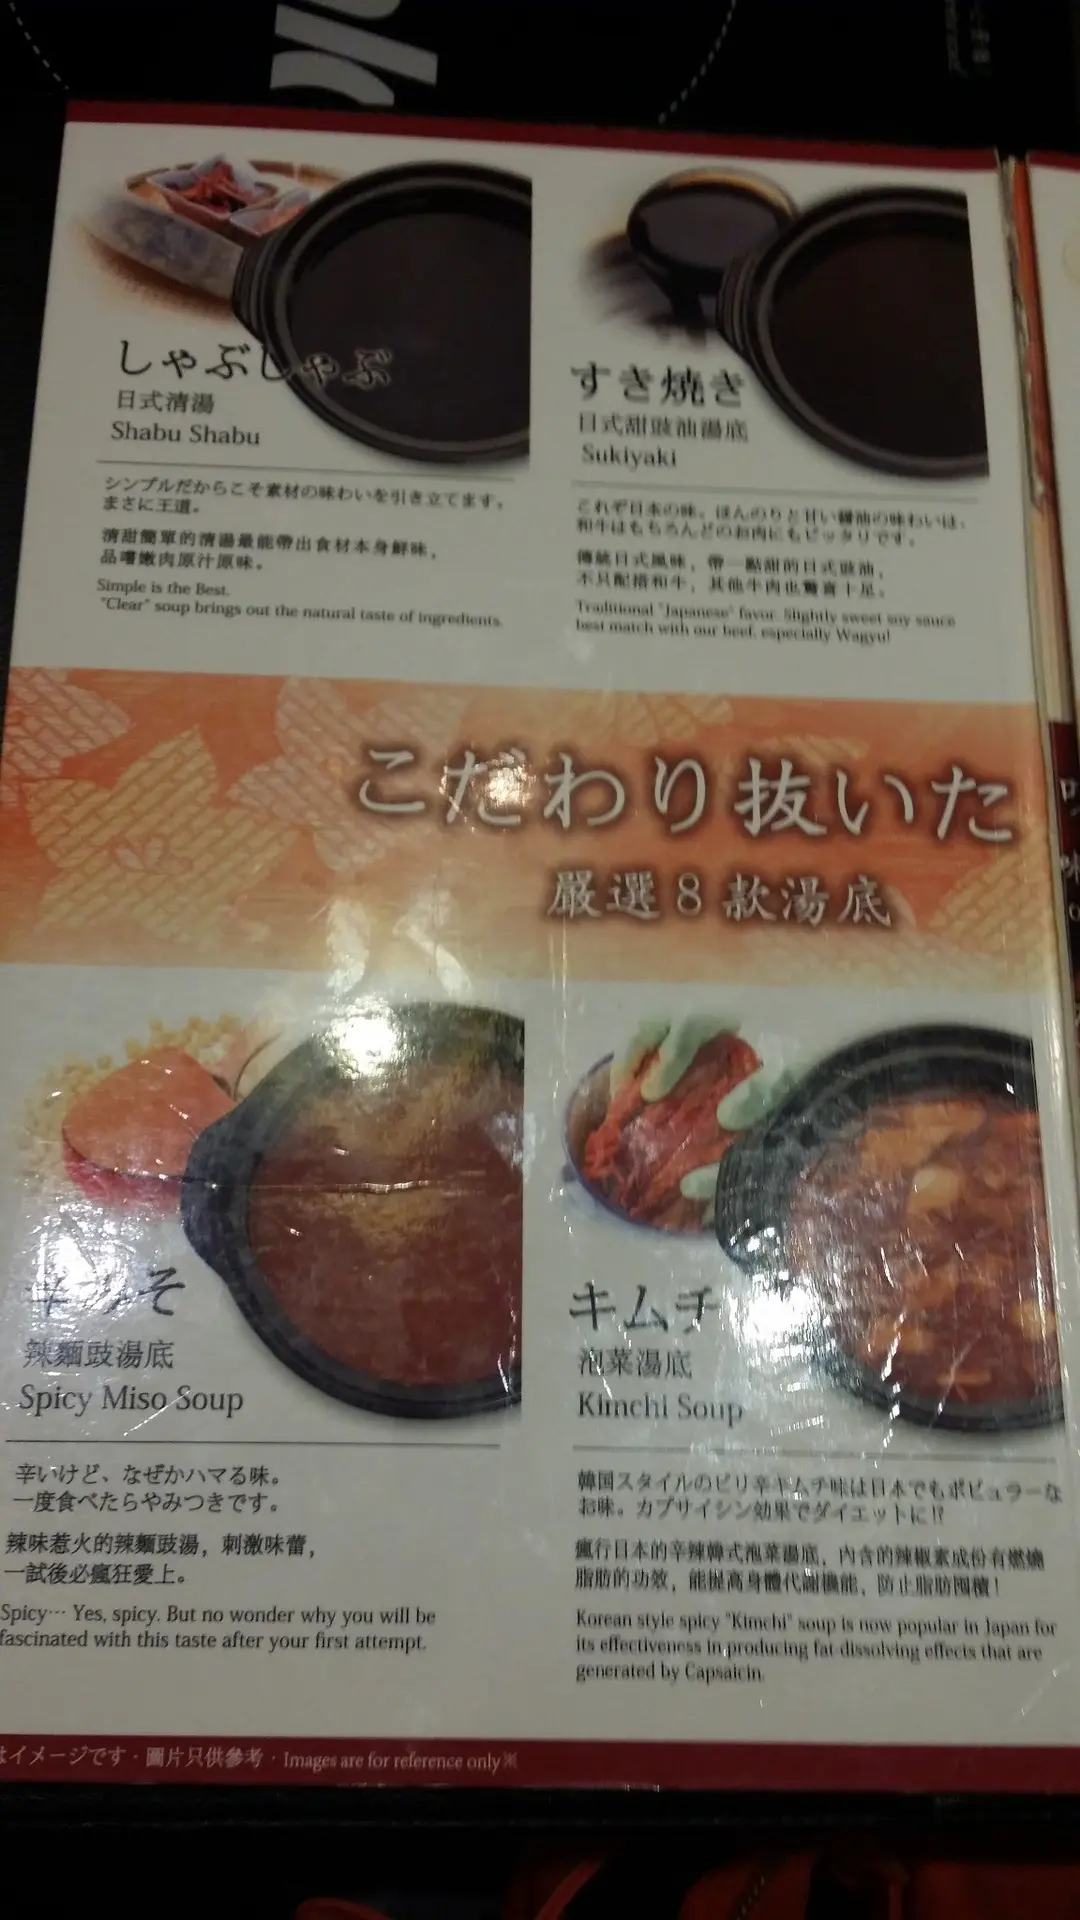 しゃぶしゃぶ
日式清湯
Shabu Shabu
シンプルだからこそ素材の味わいを引き立てます。
まさに王道。
清甜簡單的清湯最能帶出食材本身鮮味，
品嚐嫩肉原汁原味。
Simple is the Best.
"Clear" soup brings out the natural taste of ingredients.
すき焼き
日式甜豉油湯底
Sukiyaki
これぞ日本の味。ほんのりと甘い醤油の味わいは、
和牛はもちろんどのお肉にもピッタリです。
傳統日式風味，帶一點甜的日式豉油，
不只配搭和牛，其他牛肉也驚喜十足。
Traditional "Japanese" favor. Slightly sweet soy sauce
best match with our beef, especially Wagyu!
こだわり抜いた
嚴選8款湯底
辛 そ
辣麵豉湯底
Spicy Miso Soup
辛いけど、なぜかハマる味。
一度食べたらやみつきです。
辣味惹火的辣麵豉湯，刺激味蕾，
一試後必瘋狂愛上。
Spicy… Yes, spicy. But no wonder why you will be
fascinated with this taste after your first attempt.
キムチ
泡菜湯底
Kimchi Soup
韓国スタイルのピリ辛キムチ味は日本でもポピュラーな
お味。カプサイシン効果でダイエットに!?
瘋行日本的辛辣韓式泡菜湯底，內含的辣椒素成份有燃燒
脂肪的功效，能提高身體代謝機能，防止脂肪囤積！
Korean style spicy "Kimchi" soup is now popular in Japan for
its effectiveness in producing fat-dissolving effects that are
generated by Capsaicin.
はイメージです・圖片只供參考・Images are for reference only※